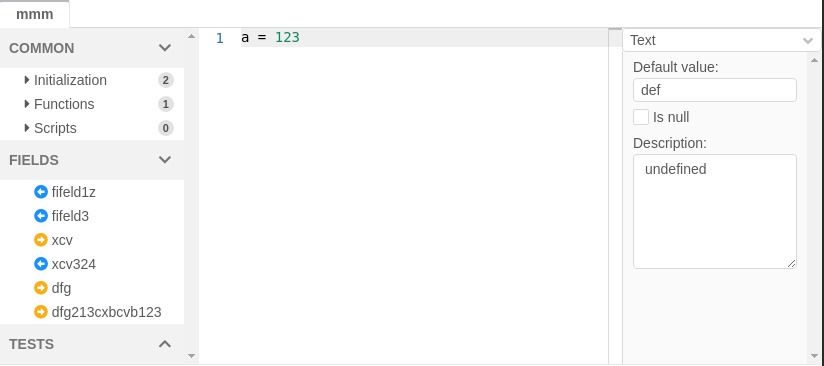 mmm
COMMON
Initialization 2
Functions 1
Scripts 0
FIELDS
fifeld1z
fifeld3
xcv
xcv324
dfg
dfg213cxbcvb123
TESTS
1 a = 123
Text
Default value:
def
Is null
Description:
undefined